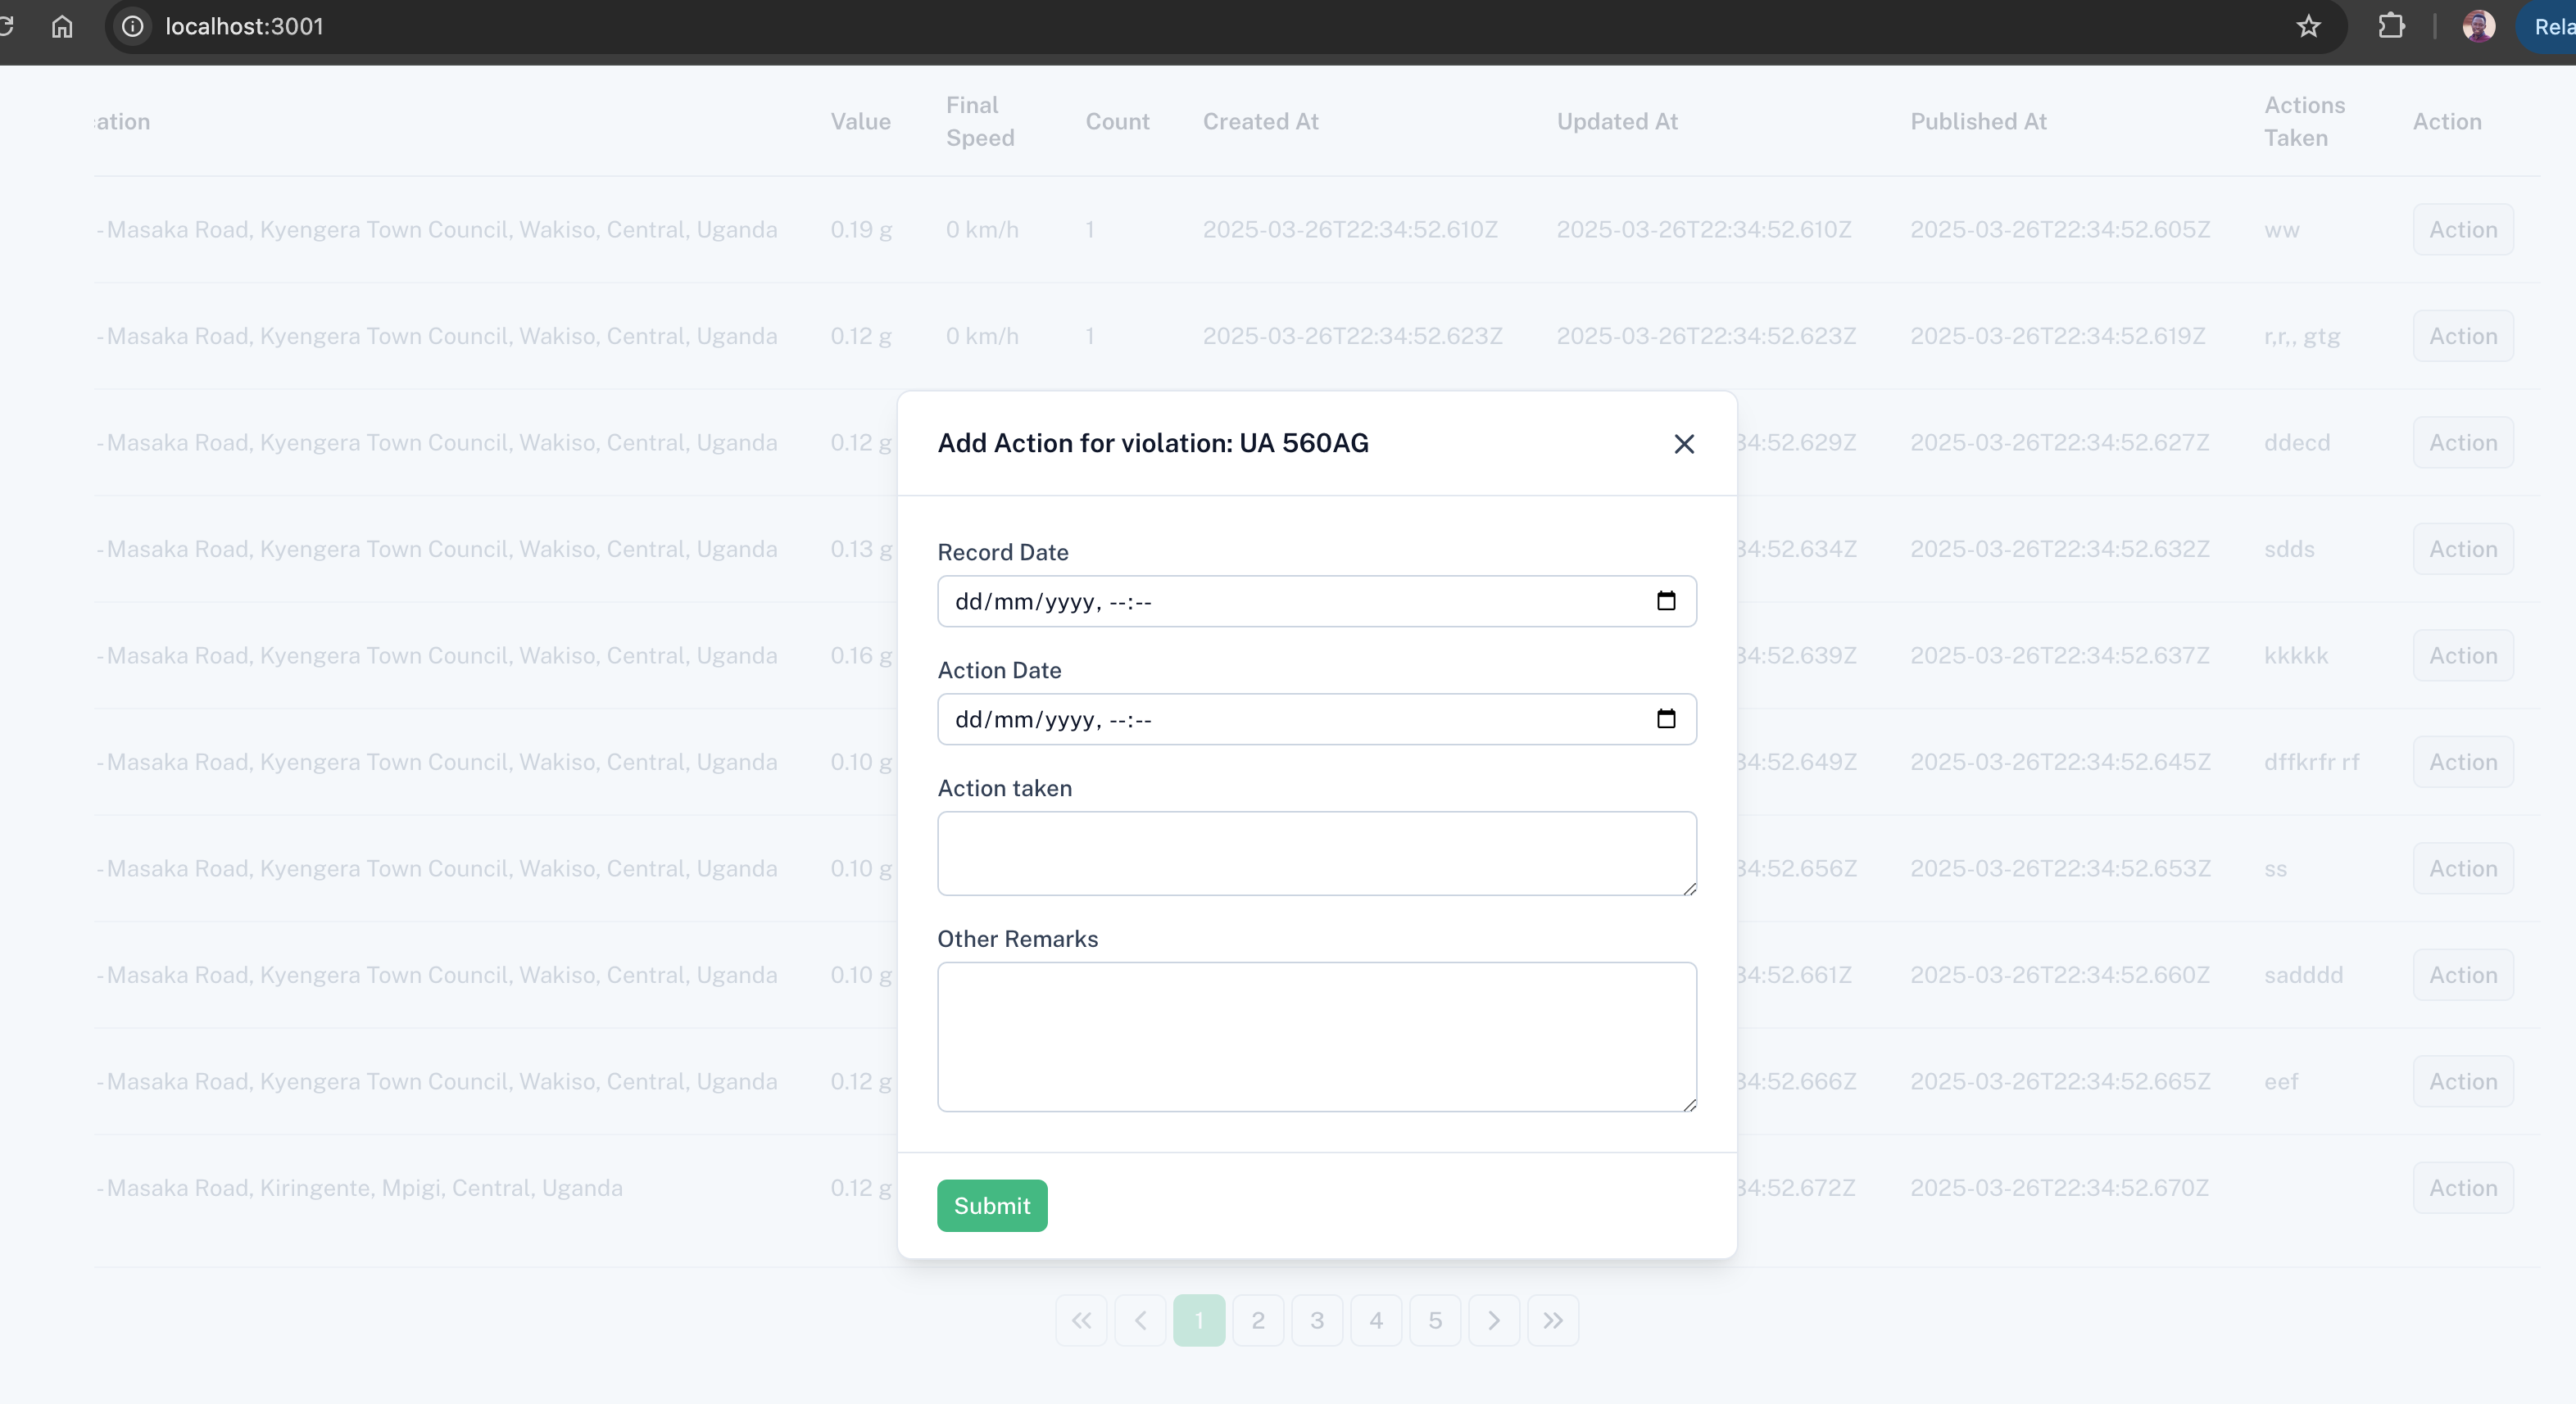 localhost:3001
Rela
ation Value Final Speed Count Created At Updated At Published At Actions Taken Action
- Masaka Road, Kyengera Town Council, Wakiso, Central, Uganda 0.19 g 0 km/h 1 2025-03-26T22:34:52.610Z 2025-03-26T22:34:52.610Z 2025-03-26T22:34:52.605Z ww Action
- Masaka Road, Kyengera Town Council, Wakiso, Central, Uganda 0.12 g 0 km/h 1 2025-03-26T22:34:52.623Z 2025-03-26T22:34:52.623Z 2025-03-26T22:34:52.619Z r,r,, gtg Action
- Masaka Road, Kyengera Town Council, Wakiso, Central, Uganda 0.12 g 34:52.629Z 2025-03-26T22:34:52.627Z ddecd Action
- Masaka Road, Kyengera Town Council, Wakiso, Central, Uganda 0.13 g 34:52.634Z 2025-03-26T22:34:52.632Z sdds Action
- Masaka Road, Kyengera Town Council, Wakiso, Central, Uganda 0.16 g 34:52.639Z 2025-03-26T22:34:52.637Z kkkkk Action
- Masaka Road, Kyengera Town Council, Wakiso, Central, Uganda 0.10 g 34:52.649Z 2025-03-26T22:34:52.645Z dffkrfr rf Action
- Masaka Road, Kyengera Town Council, Wakiso, Central, Uganda 0.10 g 34:52.656Z 2025-03-26T22:34:52.653Z ss Action
- Masaka Road, Kyengera Town Council, Wakiso, Central, Uganda 0.10 g 34:52.661Z 2025-03-26T22:34:52.660Z sadddd Action
- Masaka Road, Kyengera Town Council, Wakiso, Central, Uganda 0.12 g 34:52.666Z 2025-03-26T22:34:52.665Z eef Action
- Masaka Road, Kiringente, Mpigi, Central, Uganda 0.12 g 34:52.672Z 2025-03-26T22:34:52.670Z Action
Add Action for violation: UA 560AG
Record Date
dd/mm/yyyy, --:--
Action Date
dd/mm/yyyy, --:--
Action taken
Other Remarks
Submit
1 2 3 4 5